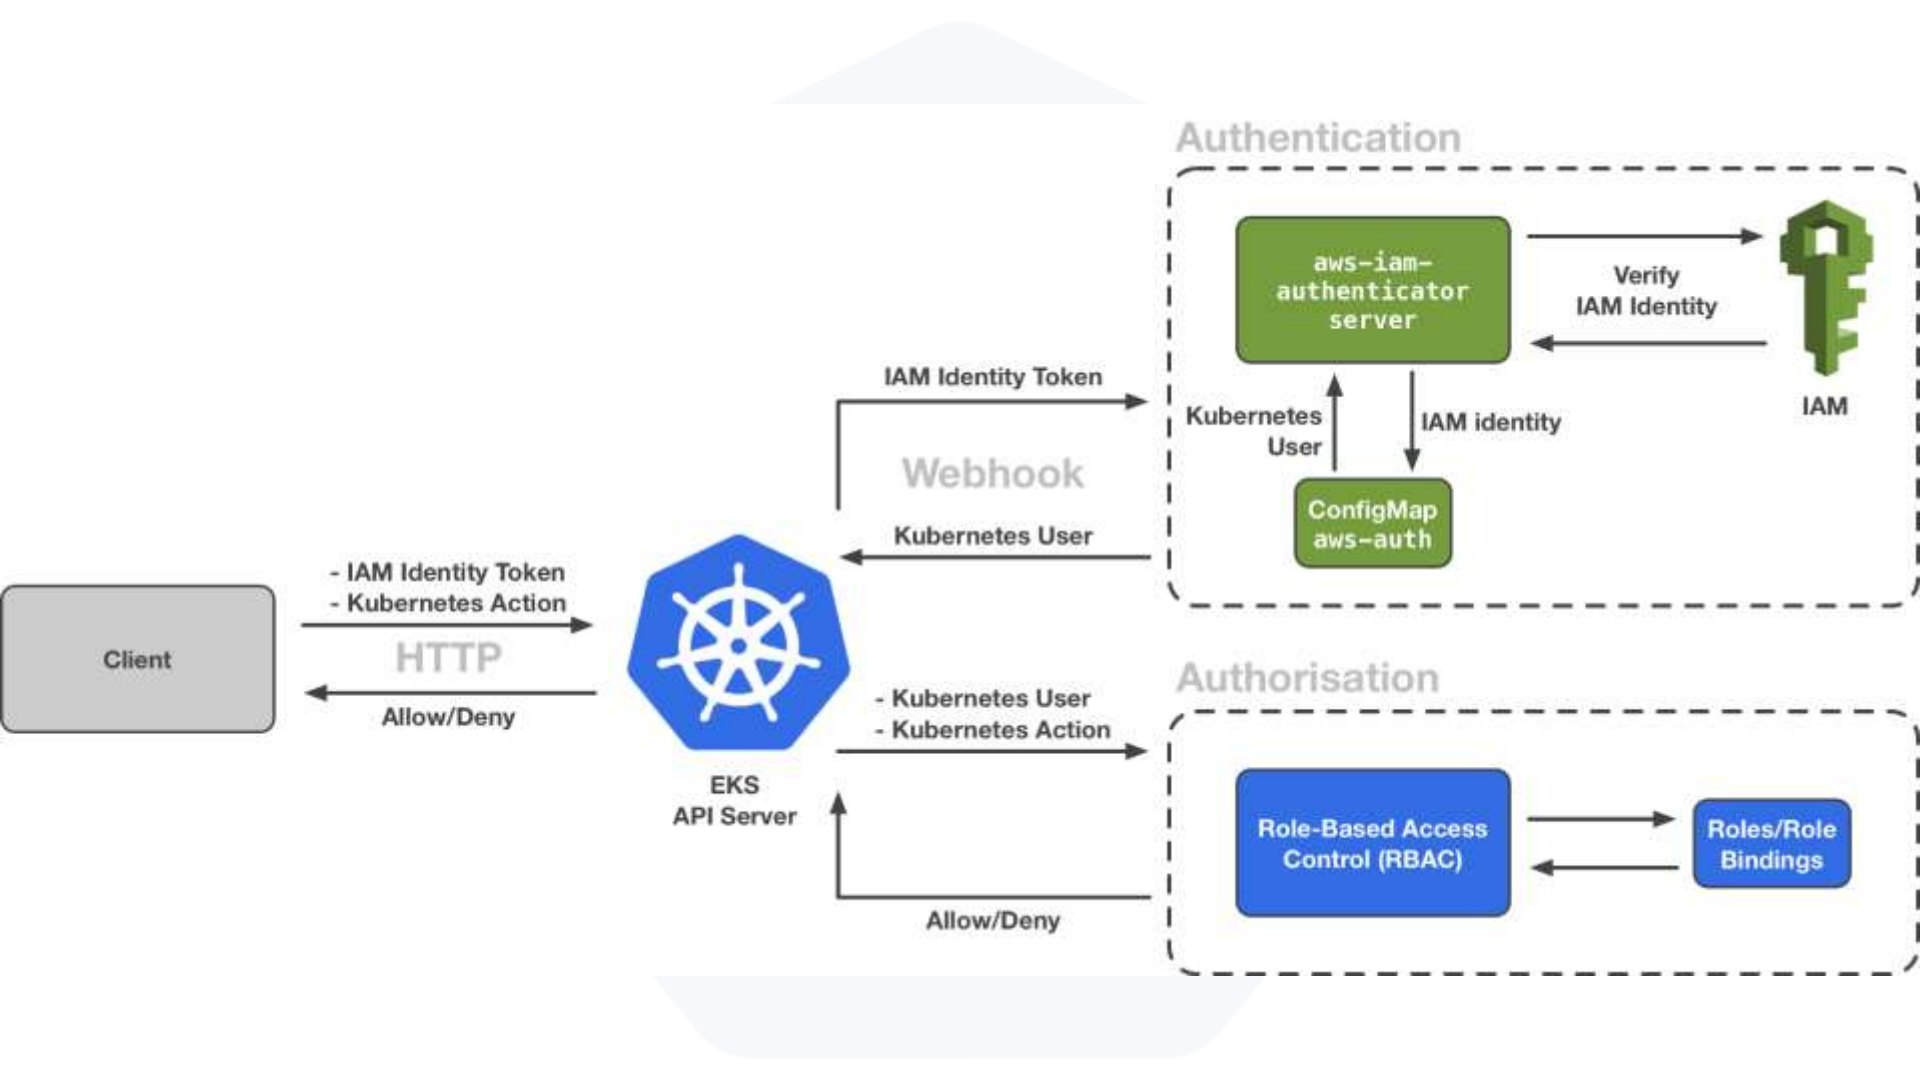 Authentication
aws-iam-
authenticator
server
Verify
IAM Identity
IAM
IAM Identity Token
Kubernetes
User
IAM identity
Webhook
ConfigMap
aws-auth
Kubernetes User
- IAM Identity Token
- Kubernetes Action
Client
HTTP
Allow/Deny
EKS
API Server
Authorisation
- Kubernetes User
- Kubernetes Action
Role-Based Access
Control (RBAC)
Roles/Role
Bindings
Allow/Deny